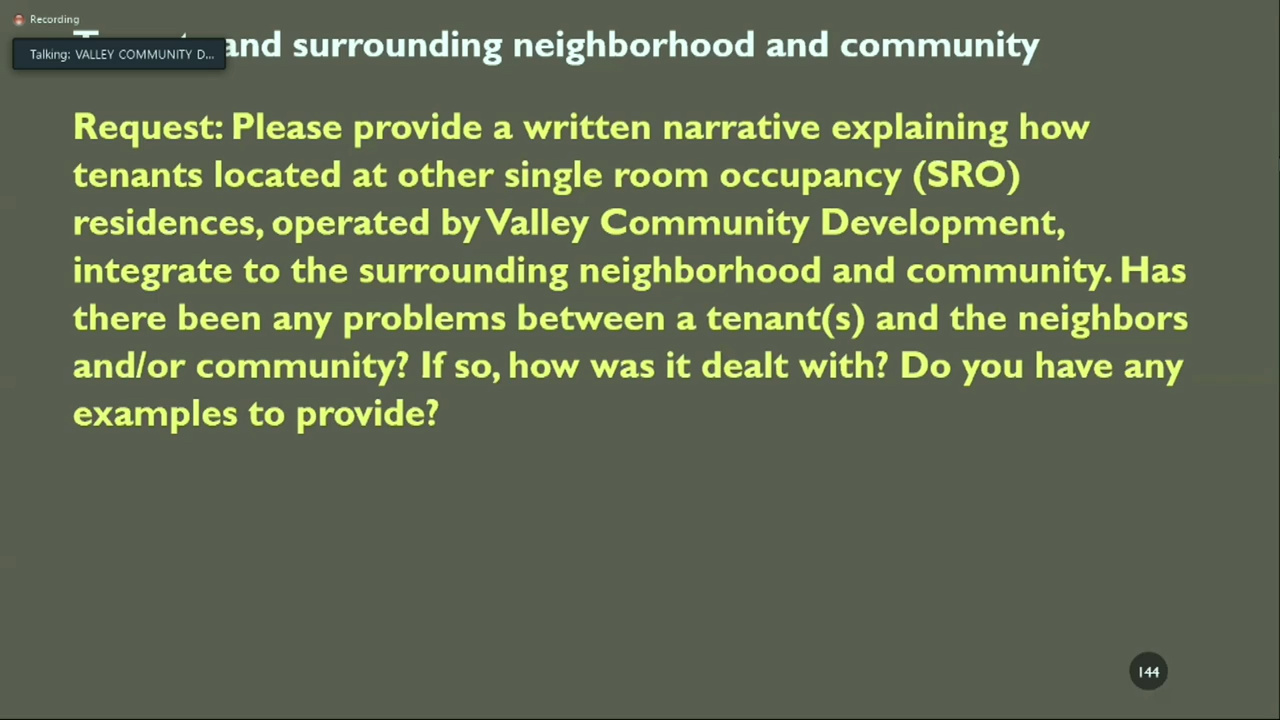 Recording
and surrounding neighborhood and community
Talking: VALLEY COMMUNITY D...
Request: Please provide a written narrative explaining how
tenants located at other single room occupancy (SRO)
residences, operated by Valley Community Development,
integrate to the surrounding neighborhood and community. Has
there been any problems between a tenant(s) and the neighbors
and/or community? If so, how was it dealt with? Do you have any
examples to provide?
144